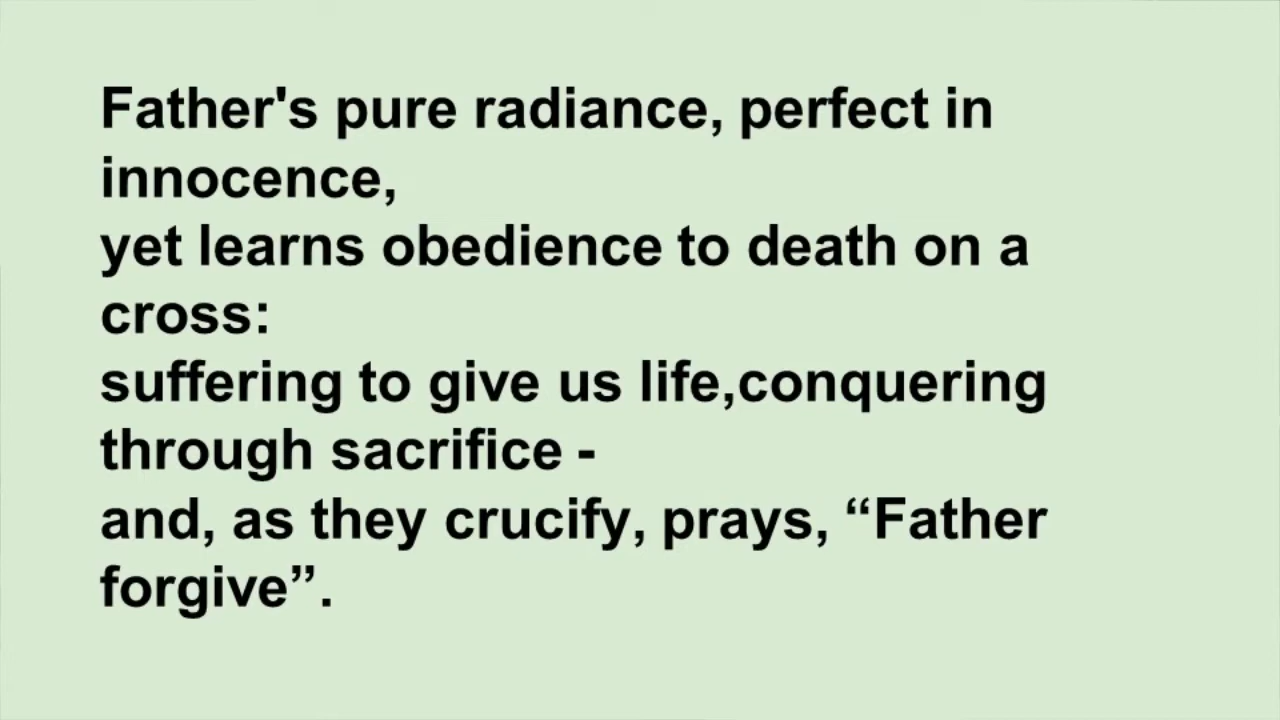 Father's pure radiance, perfect in
innocence,
yet learns obedience to death on a
cross:
suffering to give us life,conquering
through sacrifice -
and, as they crucify, prays, “Father
forgive”.